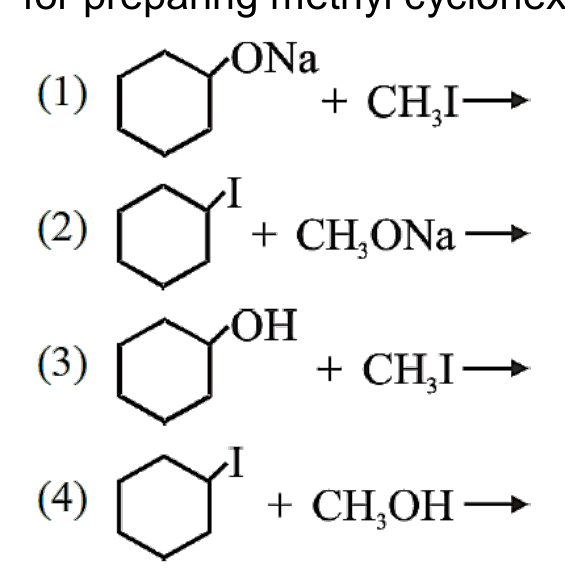 for preparing methyl cyclohex
(1) ONa + CH₃I→
(2) I + CH₃ONa→
(3) OH + CH₃I→
(4) I + CH₃OH→